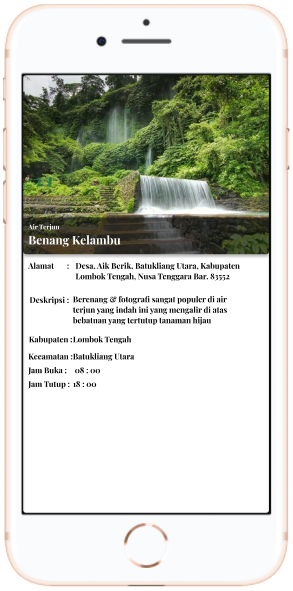 Air Terjun
Benang Kelambu
Alamat : Desa, Aik Berik, Batukliang Utara, Kabupaten
Lombok Tengah, Nusa Tenggara Bar. 83552
Deskripsi : Berenang & fotografi sangat populer di air
terjun yang indah ini yang mengalir di atas
bebatuan yang tertutup tanaman hijau
Kabupaten :Lombok Tengah
Kecamatan :Batukliang Utara
Jam Buka : 08 : 00
Jam Tutup : 18 : 00